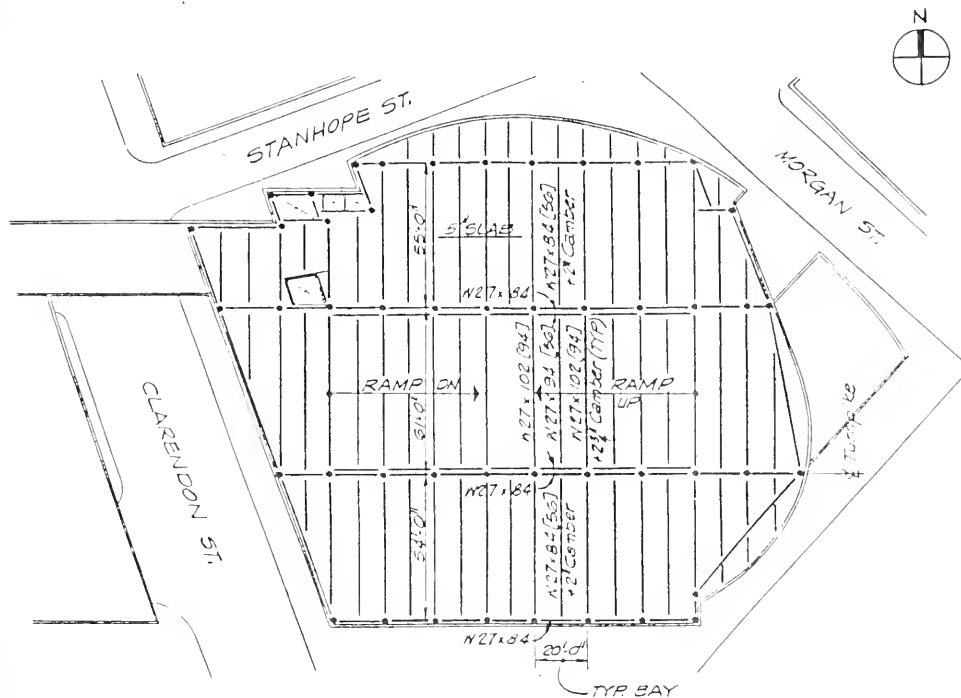 N
STANHOPE ST.
MORGAN ST.
55'-0"
5" SLAB
W27x84 [56]
+2" Camber
W27x84
CLARENDON ST.
RAMP DN
61'-0"
W27x102 [94]
W27x94 [56]
W27x102 [94]
+2¾" Camber (TYP)
RAMP
UP
℄ Turnpike
W27x84
54'-0"
W27x84 [56]
+2" Camber
W27x84
20'-0"
TYP. BAY